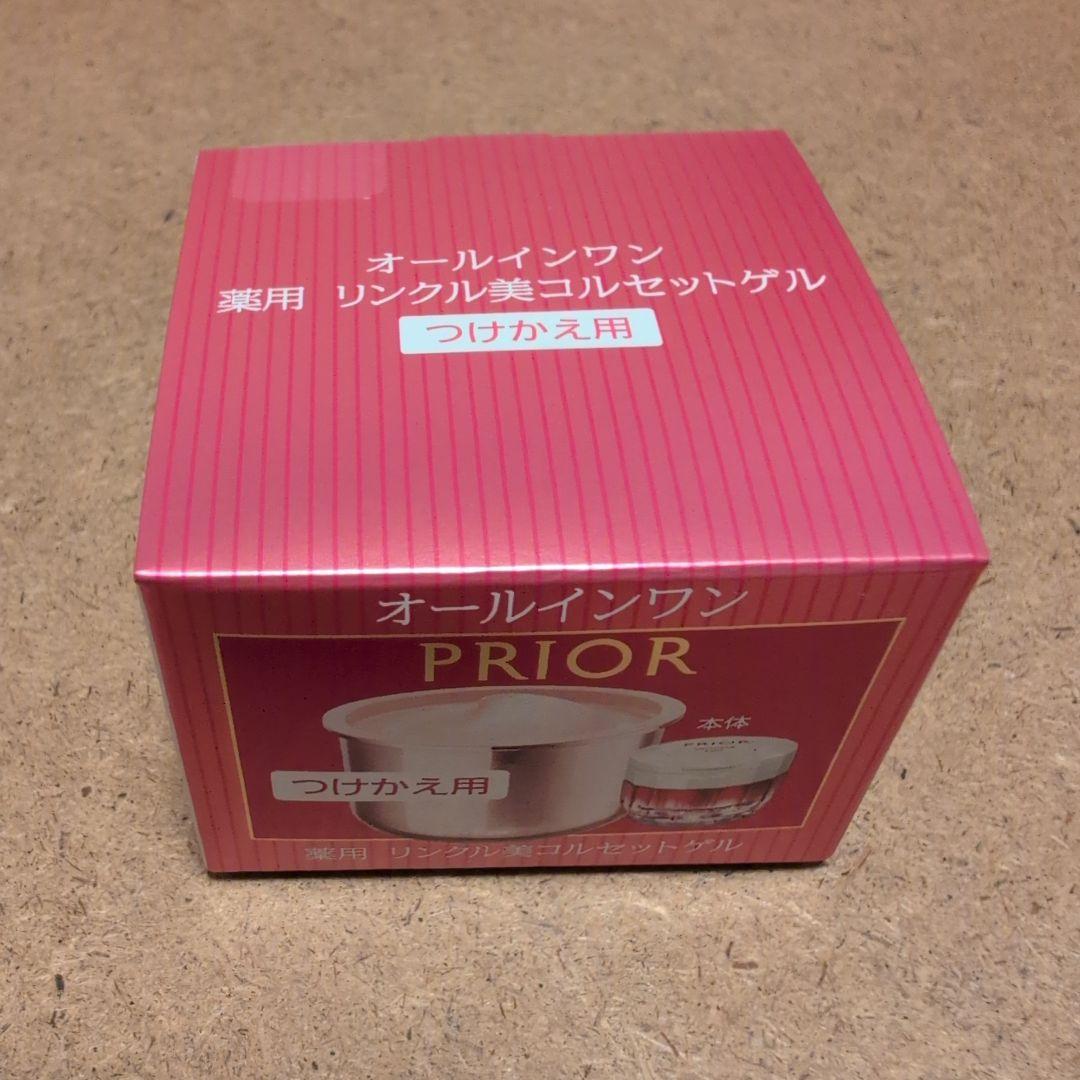 オールインワン
薬用 リンクル美コルセットゲル
つけかえ用
オールインワン
PRIOR
本体
PRIOR
つけかえ用
薬用 リンクル美コルセットゲル